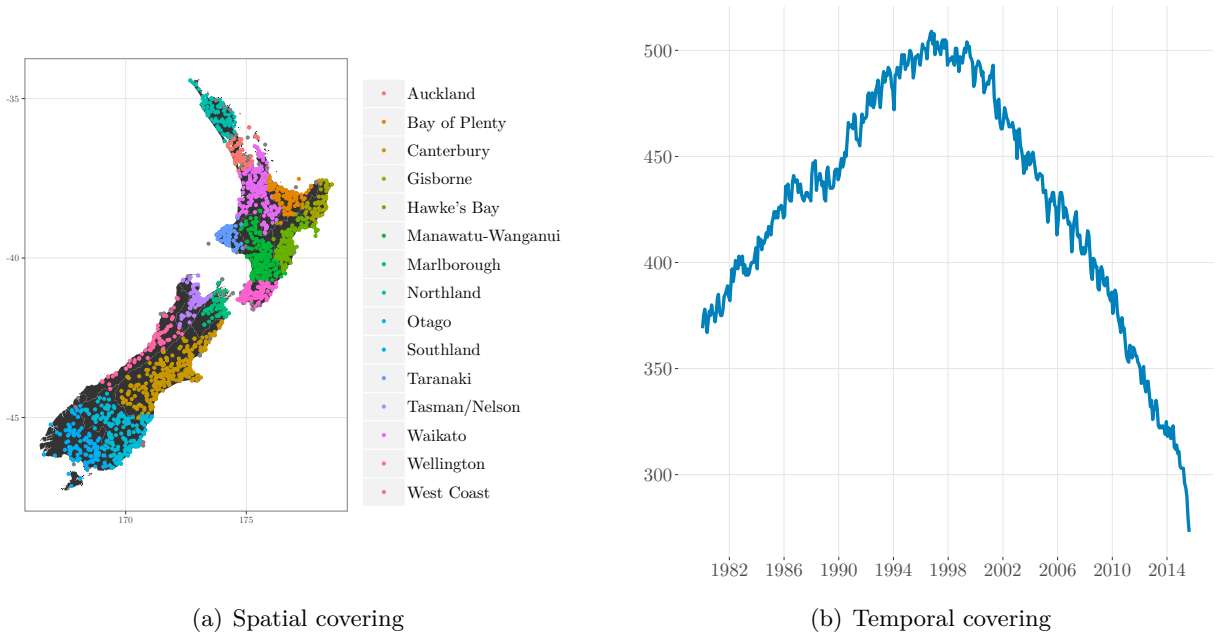 -35
-40
-45
170
175
Auckland
Bay of Plenty
Canterbury
Gisborne
Hawke's Bay
Manawatu-Wanganui
Marlborough
Northland
Otago
Southland
Taranaki
Tasman/Nelson
Waikato
Wellington
West Coast
500
450
400
350
300
1982 1986 1990 1994 1998 2002 2006 2010 2014
(a) Spatial covering
(b) Temporal covering